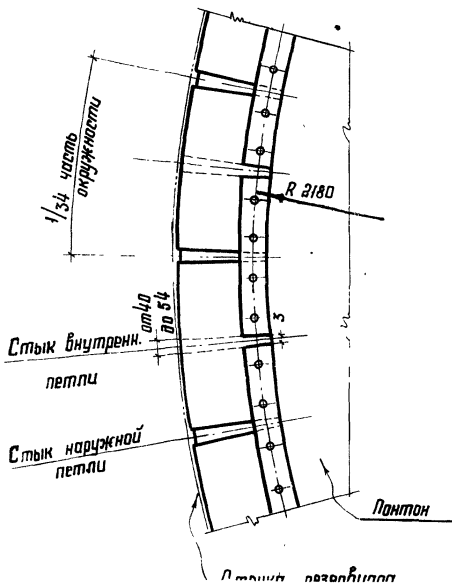 1/34 часть
окружности
R 2180
от 40
до 54
3
Стык внутренн.
петли
Стык наружной
петли
Понтон